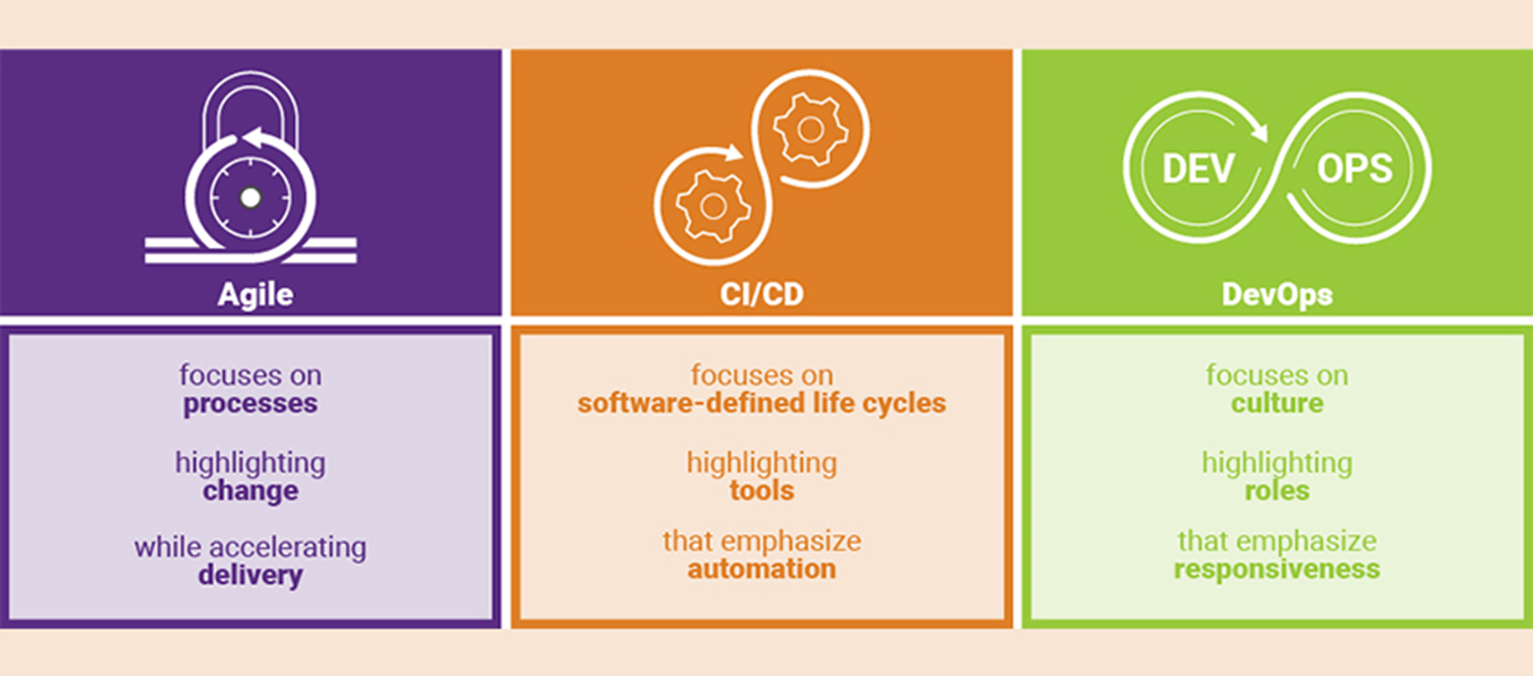 DEV OPS
Agile
CI/CD
DevOps
focuses on
processes
highlighting
change
while accelerating
delivery
focuses on
software-defined life cycles
highlighting
tools
that emphasize
automation
focuses on
culture
highlighting
roles
that emphasize
responsiveness